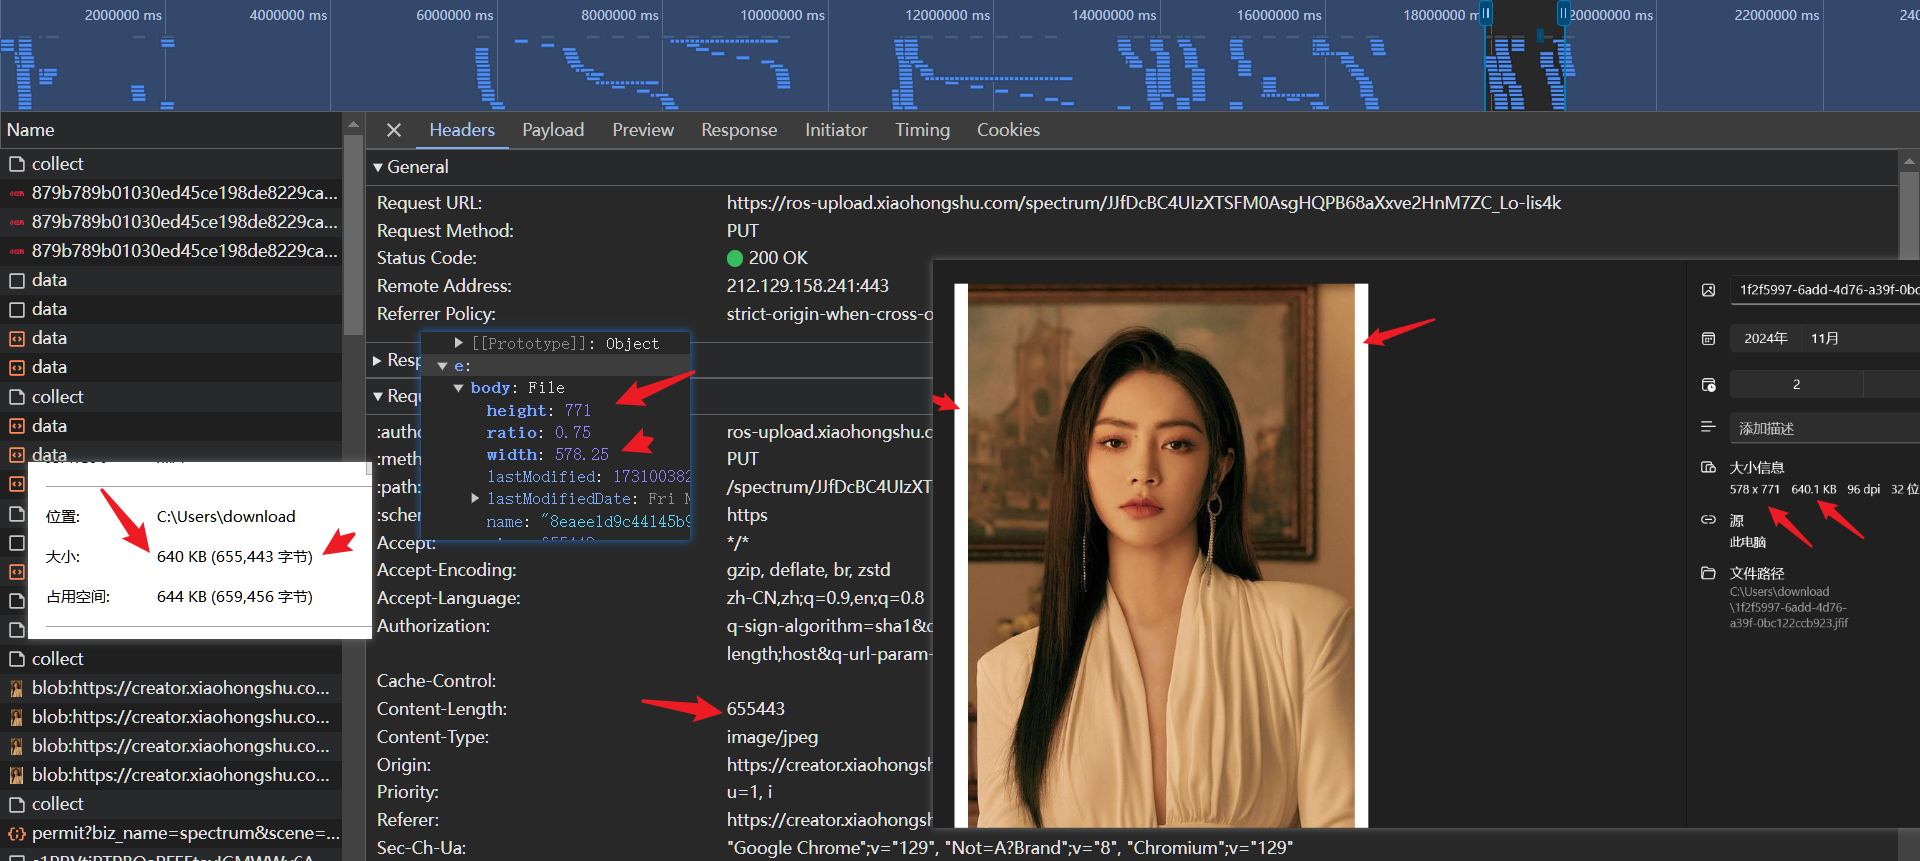 2000000 ms
4000000 ms
6000000 ms
8000000 ms
10000000 ms
12000000 ms
14000000 ms
16000000 ms
18000000 m
20000000 ms
22000000 ms
240
Name
collect
879b789b01030ed45ce198de8229ca...
879b789b01030ed45ce198de8229ca...
879b789b01030ed45ce198de8229ca...
data
data
data
data
collect
data
data
位置: C:\Users\download
大小: 640 KB (655,443 字节)
占用空间: 644 KB (659,456 字节)
collect
blob:https://creator.xiaohongshu.co...
blob:https://creator.xiaohongshu.co...
blob:https://creator.xiaohongshu.co...
blob:https://creator.xiaohongshu.co...
collect
permit?biz_name=spectrum&scene=...
Headers Payload Preview Response Initiator Timing Cookies
General
Request URL: https://ros-upload.xiaohongshu.com/spectrum/JJfDcBC4UIzXTSFM0AsgHQPB68aXxve2HnM7ZC_Lo-lis4k
Request Method: PUT
Status Code: 200 OK
Remote Address: 212.129.158.241:443
Referrer Policy: strict-origin-when-cross-o
Resp
Requ
:autho ros-upload.xiaohongshu.c
:meth PUT
:path: /spectrum/JJfDcBC4UIzXT
:scher https
Accept: */*
Accept-Encoding: gzip, deflate, br, zstd
Accept-Language: zh-CN,zh;q=0.9,en;q=0.8
Authorization: q-sign-algorithm=sha1&q
length;host&q-url-param-
Cache-Control:
Content-Length: 655443
Content-Type: image/jpeg
Origin: https://creator.xiaohongsh
Priority: u=1, i
Referer: https://creator.xiaohongsh
Sec-Ch-Ua: "Google Chrome";v="129", "Not=A?Brand";v="8", "Chromium";v="129"
[[Prototype]]: Object
e:
body: File
height: 771
ratio: 0.75
width: 578.25
lastModified: 173100382
lastModifiedDate: Fri N
name: "8eaee1d9c44145b9
1f2f5997-6add-4d76-a39f-0bc
2024年 11月
2
添加描述
大小信息
578 x 771 640.1 KB 96 dpi 32 位
源
此电脑
文件路径
C:\Users\download
\1f2f5997-6add-4d76-
a39f-0bc122ccb923.jfif